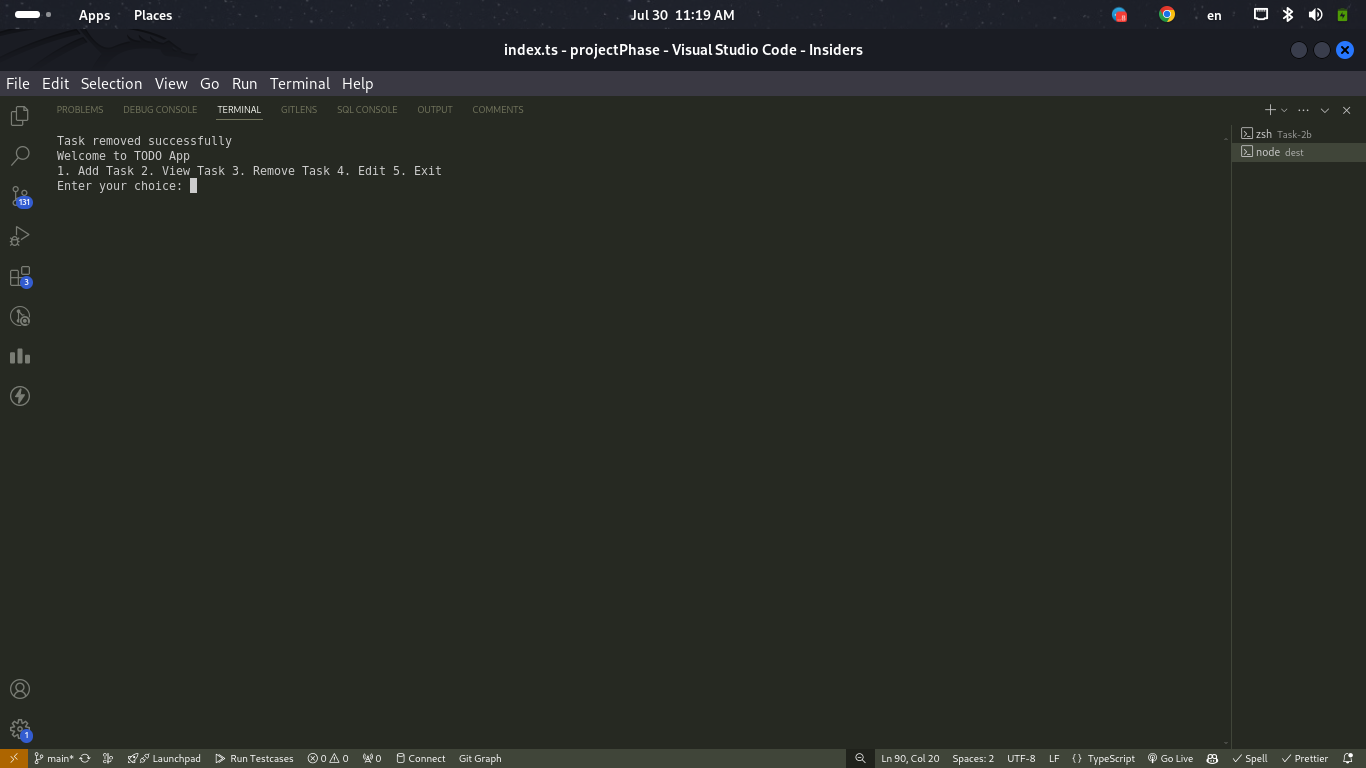 Apps Places Jul 30 11:19 AM en
index.ts - projectPhase - Visual Studio Code - Insiders
File Edit Selection View Go Run Terminal Help
PROBLEMS DEBUG CONSOLE TERMINAL GITLENS SQL CONSOLE OUTPUT COMMENTS
Task removed successfully
Welcome to TODO App
1. Add Task 2. View Task 3. Remove Task 4. Edit 5. Exit
Enter your choice:
zsh Task-2b
node dest
131
3
1
main* Launchpad Run Testcases 0 0 0 Connect Git Graph Ln 90, Col 20 Spaces: 2 UTF-8 LF {} TypeScript Go Live Spell Prettier